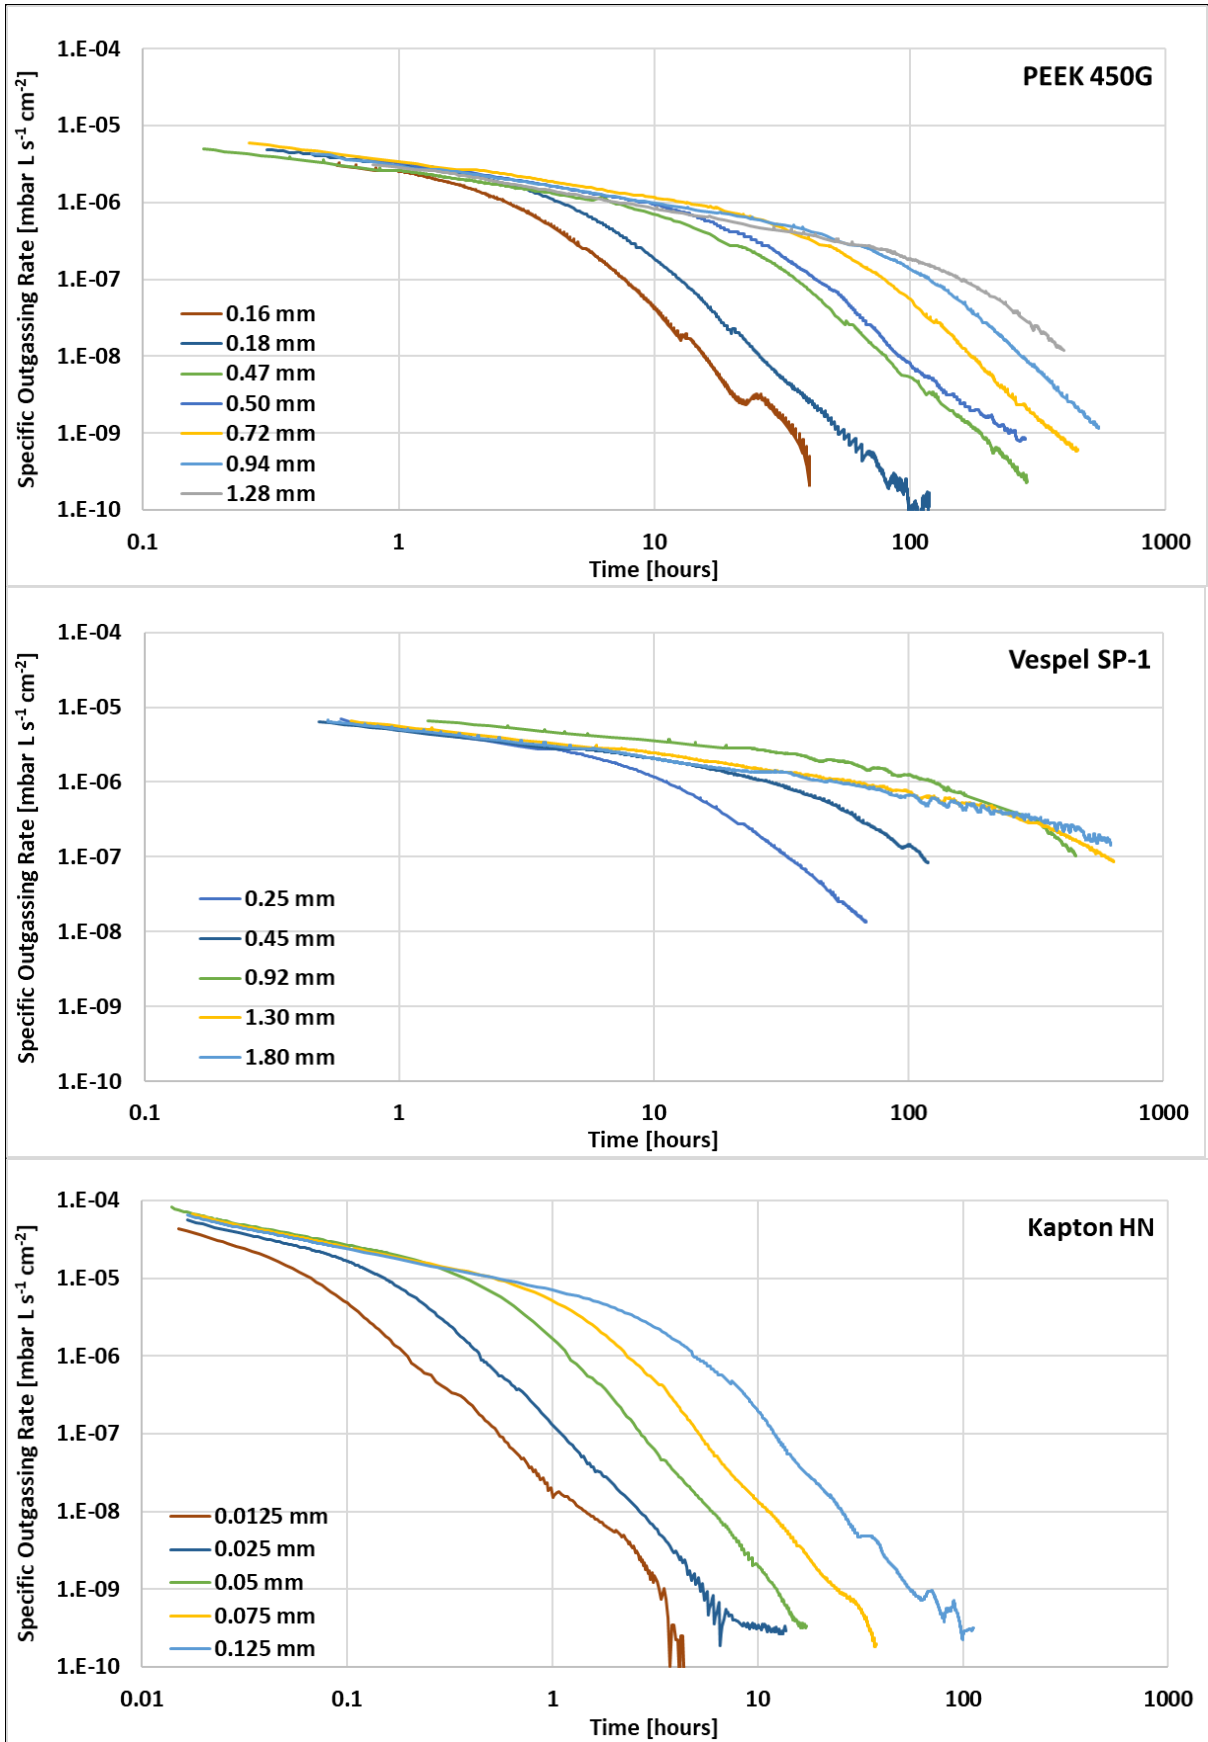 PEEK 450G
Specific Outgassing Rate [mbar L s⁻¹ cm⁻²]
1.E-04
1.E-05
1.E-06
1.E-07
1.E-08
1.E-09
1.E-10
0.16 mm
0.18 mm
0.47 mm
0.50 mm
0.72 mm
0.94 mm
1.28 mm
0.1 1 10 100 1000
Time [hours]
Vespel SP-1
Specific Outgassing Rate [mbar L s⁻¹ cm⁻²]
1.E-04
1.E-05
1.E-06
1.E-07
1.E-08
1.E-09
1.E-10
0.25 mm
0.45 mm
0.92 mm
1.30 mm
1.80 mm
0.1 1 10 100 1000
Time [hours]
Kapton HN
Specific Outgassing Rate [mbar L s⁻¹ cm⁻²]
1.E-04
1.E-05
1.E-06
1.E-07
1.E-08
1.E-09
1.E-10
0.0125 mm
0.025 mm
0.05 mm
0.075 mm
0.125 mm
0.01 0.1 1 10 100 1000
Time [hours]